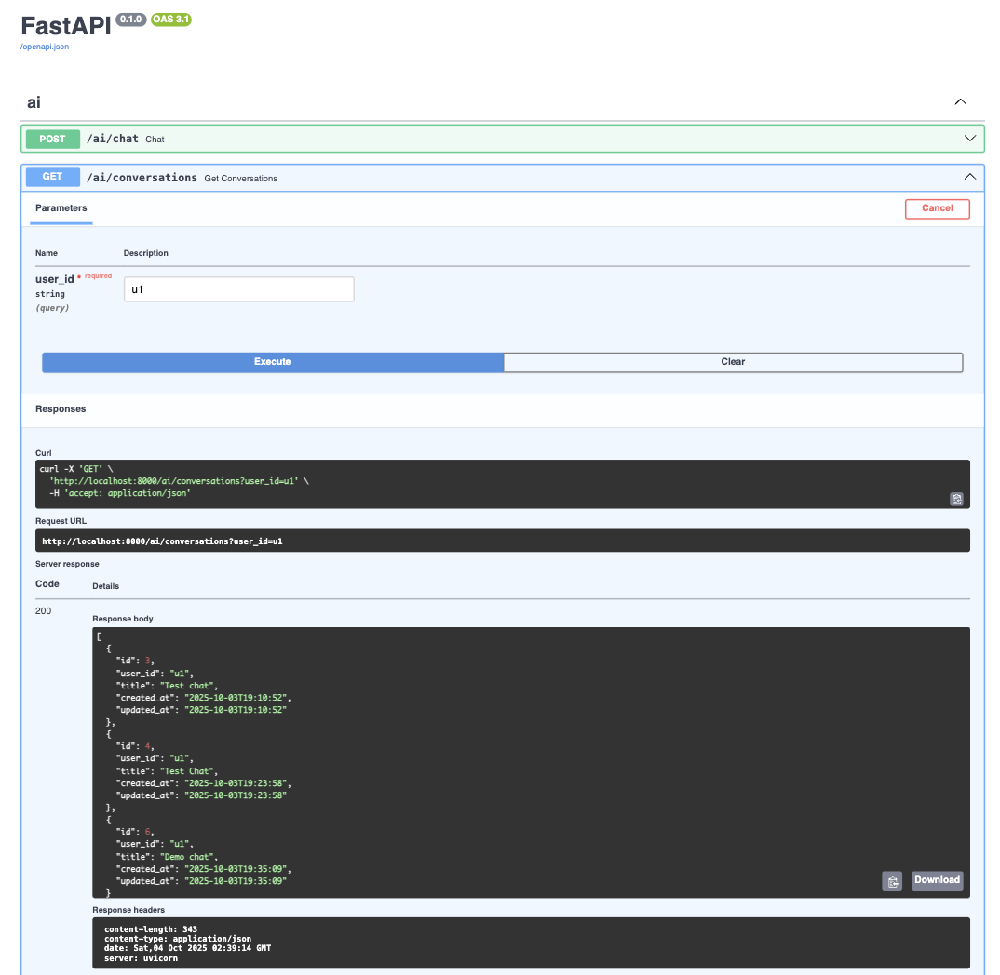 FastAPI 0.1.0 OAS 3.1
/openapi.json
ai
POST /ai/chat Chat
GET /ai/conversations Get Conversations
Parameters
Cancel
Name Description
user_id * required
string
(query)
u1
Execute Clear
Responses
Curl
curl -X 'GET' \
  'http://localhost:8000/ai/conversations?user_id=u1' \
  -H 'accept: application/json'
Request URL
http://localhost:8000/ai/conversations?user_id=u1
Server response
Code Details
200
Response body
[
  {
    "id": 3,
    "user_id": "u1",
    "title": "Test chat",
    "created_at": "2025-10-03T19:10:52",
    "updated_at": "2025-10-03T19:10:52"
  },
  {
    "id": 4,
    "user_id": "u1",
    "title": "Test Chat",
    "created_at": "2025-10-03T19:23:58",
    "updated_at": "2025-10-03T19:23:58"
  },
  {
    "id": 6,
    "user_id": "u1",
    "title": "Demo chat",
    "created_at": "2025-10-03T19:35:09",
    "updated_at": "2025-10-03T19:35:09"
  }
Download
Response headers
content-length: 343
content-type: application/json
date: Sat,04 Oct 2025 02:39:14 GMT
server: uvicorn